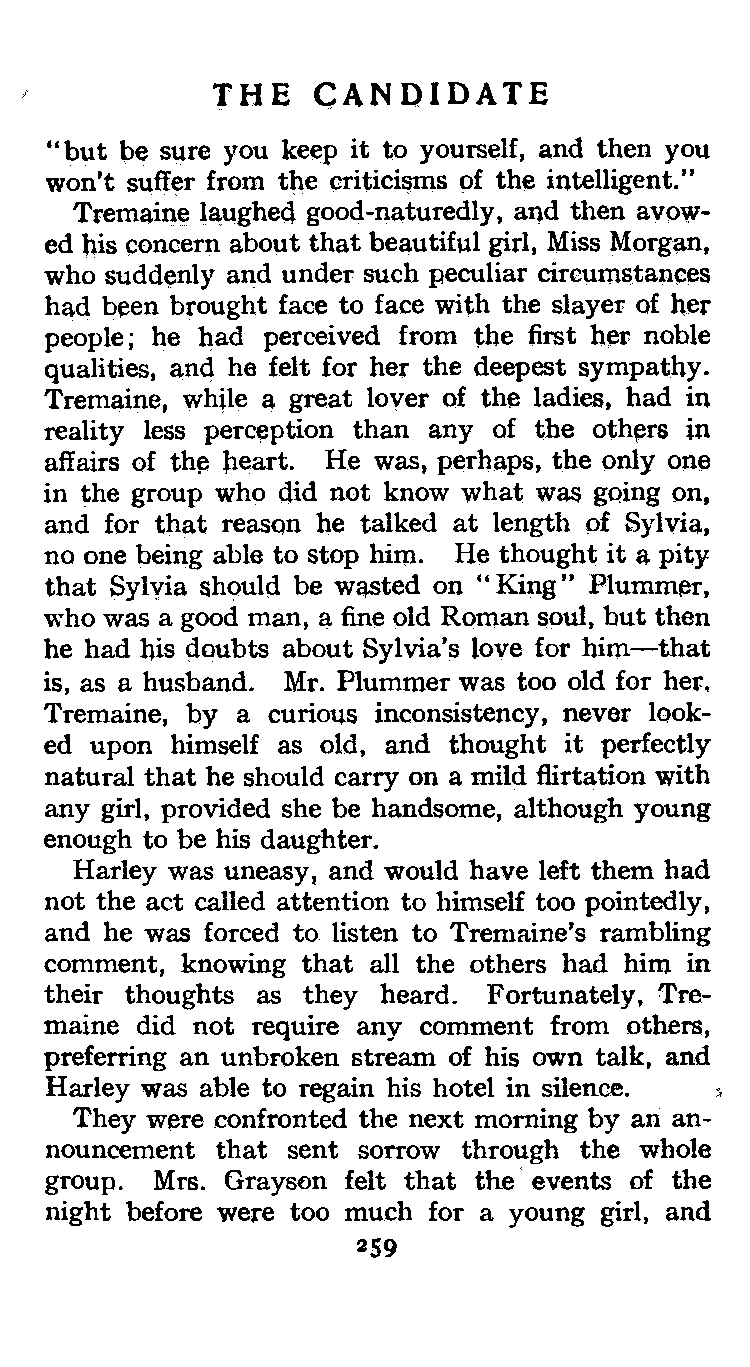 THE CANDIDATE
"but be sure you keep it to yourself, and then you
won't suffer from the criticisms of the intelligent."
Tremaine laughed good-naturedly, and then avow-
ed his concern about that beautiful girl, Miss Morgan,
who suddenly and under such peculiar circumstances
had been brought face to face with the slayer of her
people; he had perceived from the first her noble
qualities, and he felt for her the deepest sympathy.
Tremaine, while a great lover of the ladies, had in
reality less perception than any of the others in
affairs of the heart. He was, perhaps, the only one
in the group who did not know what was going on,
and for that reason he talked at length of Sylvia,
no one being able to stop him. He thought it a pity
that Sylvia should be wasted on "King" Plummer,
who was a good man, a fine old Roman soul, but then
he had his doubts about Sylvia's love for him—that
is, as a husband. Mr. Plummer was too old for her.
Tremaine, by a curious inconsistency, never look-
ed upon himself as old, and thought it perfectly
natural that he should carry on a mild flirtation with
any girl, provided she be handsome, although young
enough to be his daughter.
Harley was uneasy, and would have left them had
not the act called attention to himself too pointedly,
and he was forced to listen to Tremaine's rambling
comment, knowing that all the others had him in
their thoughts as they heard. Fortunately, Tre-
maine did not require any comment from others,
preferring an unbroken stream of his own talk, and
Harley was able to regain his hotel in silence.
They were confronted the next morning by an an-
nouncement that sent sorrow through the whole
group. Mrs. Grayson felt that the events of the
night before were too much for a young girl, and
259